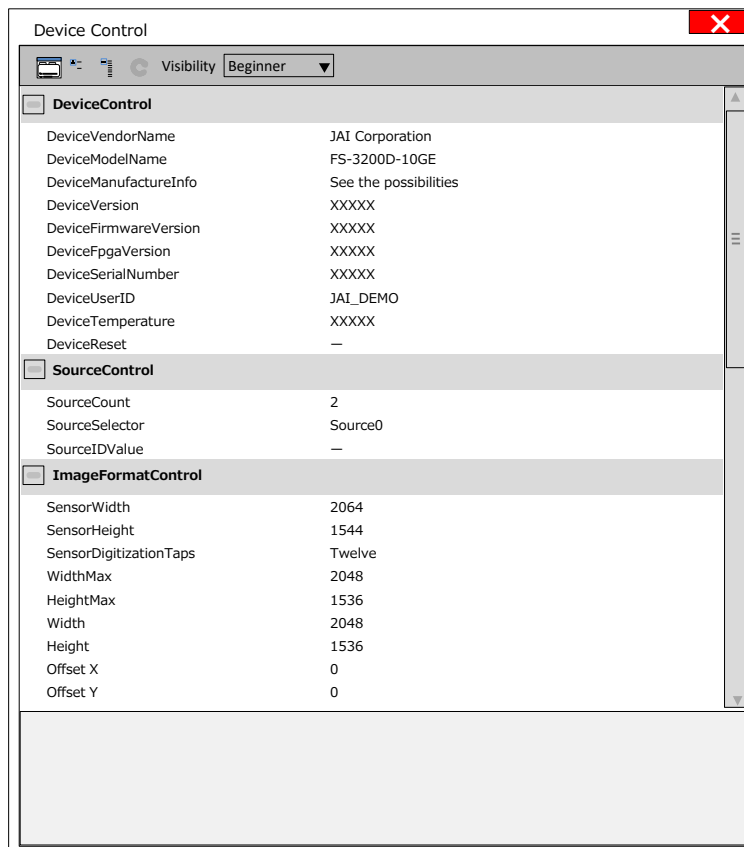 Device Control
Visibility Beginner
DeviceControl
DeviceVendorName JAI Corporation
DeviceModelName FS-3200D-10GE
DeviceManufactureInfo See the possibilities
DeviceVersion XXXXX
DeviceFirmwareVersion XXXXX
DeviceFpgaVersion XXXXX
DeviceSerialNumber XXXXX
DeviceUserID JAI_DEMO
DeviceTemperature XXXXX
DeviceReset —
SourceControl
SourceCount 2
SourceSelector Source0
SourceIDValue —
ImageFormatControl
SensorWidth 2064
SensorHeight 1544
SensorDigitizationTaps Twelve
WidthMax 2048
HeightMax 1536
Width 2048
Height 1536
Offset X 0
Offset Y 0